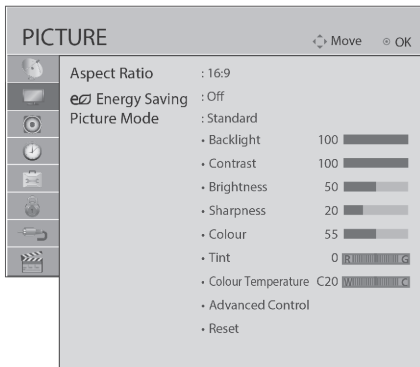 PICTURE Move OK
Aspect Ratio : 16:9
Energy Saving : Off
Picture Mode : Standard
• Backlight 100
• Contrast 100
• Brightness 50
• Sharpness 20
• Colour 55
• Tint 0 R G
• Colour Temperature C20 W C
• Advanced Control
• Reset